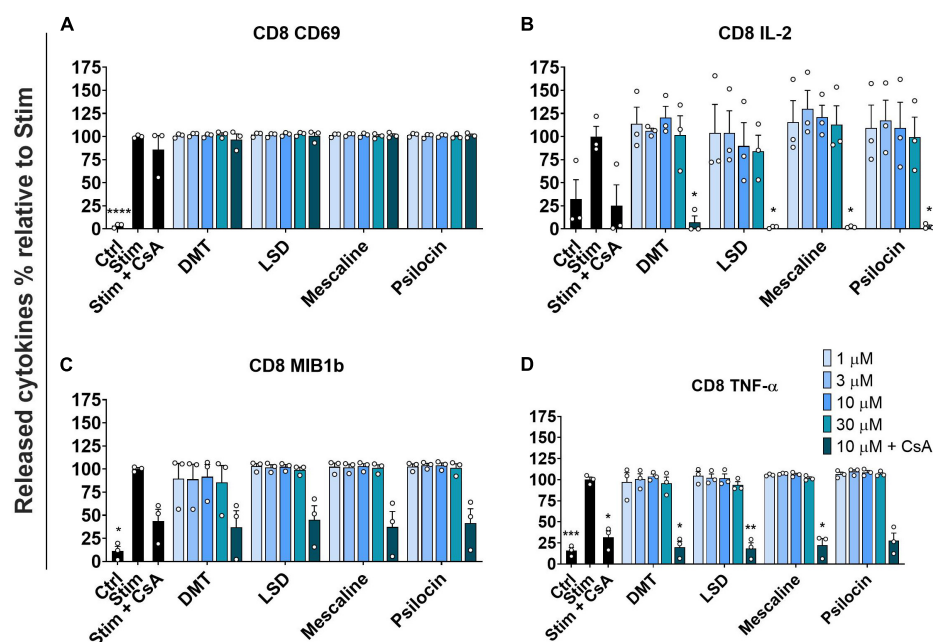 Released cytokines % relative to Stim
A
CD8 CD69
175
150
125
100
75
50
25
0
****
Ctrl
Stim
Stim + CsA
DMT
LSD
Mescaline
Psilocin
B
CD8 IL-2
175
150
125
100
75
50
25
0
*
*
*
*
Ctrl
Stim
Stim + CsA
DMT
LSD
Mescaline
Psilocin
C
CD8 MIB1b
175
150
125
100
75
50
25
0
*
Ctrl
Stim
Stim + CsA
DMT
LSD
Mescaline
Psilocin
D
CD8 TNF-α
1 μM
3 μM
10 μM
30 μM
10 μM + CsA
175
150
125
100
75
50
25
0
***
*
*
**
*
Ctrl
Stim
Stim + CsA
DMT
LSD
Mescaline
Psilocin